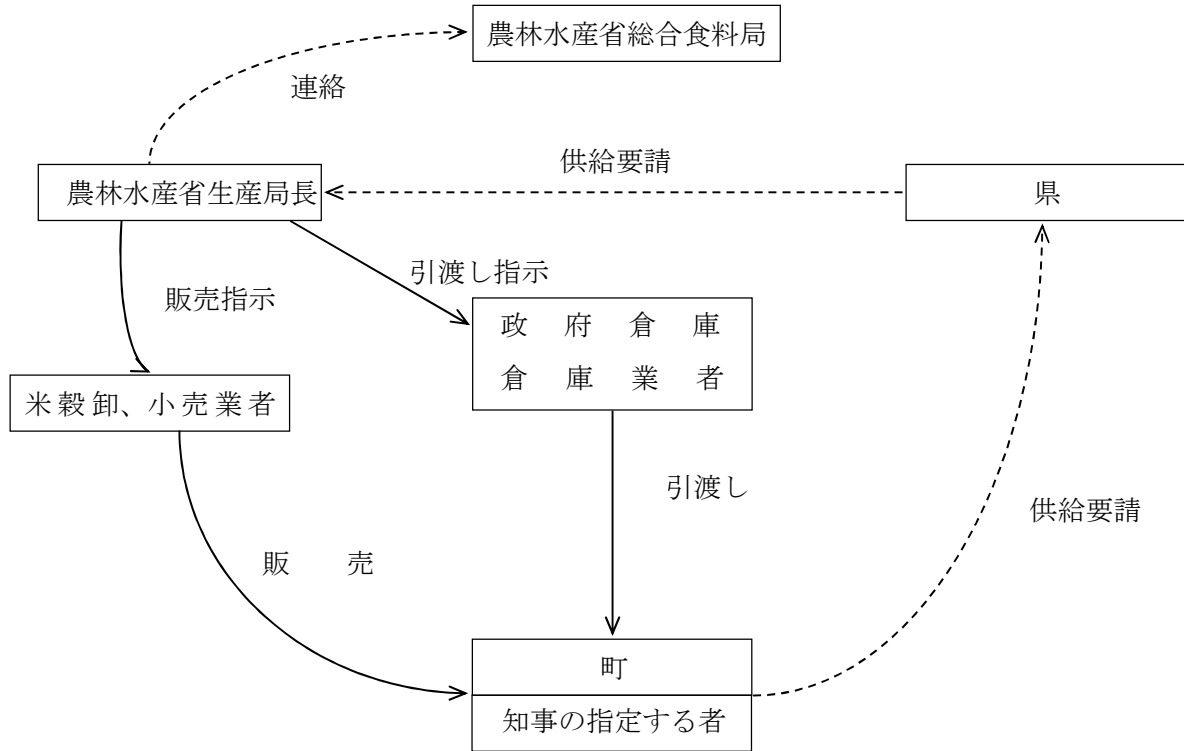 農林水産省総合食料局
連絡
供給要請
農林水産省生産局長
県
引渡し指示
販売指示
政府倉庫
倉庫業者
米穀卸、小売業者
引渡し
供給要請
販売
町
知事の指定する者